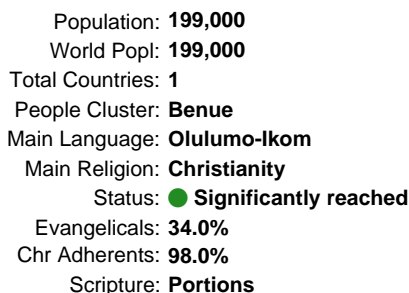 Population: 199,000
World Popl: 199,000
Total Countries: 1
People Cluster: Benue
Main Language: Olulumo-Ikom
Main Religion: Christianity
Status: Significantly reached
Evangelicals: 34.0%
Chr Adherents: 98.0%
Scripture: Portions